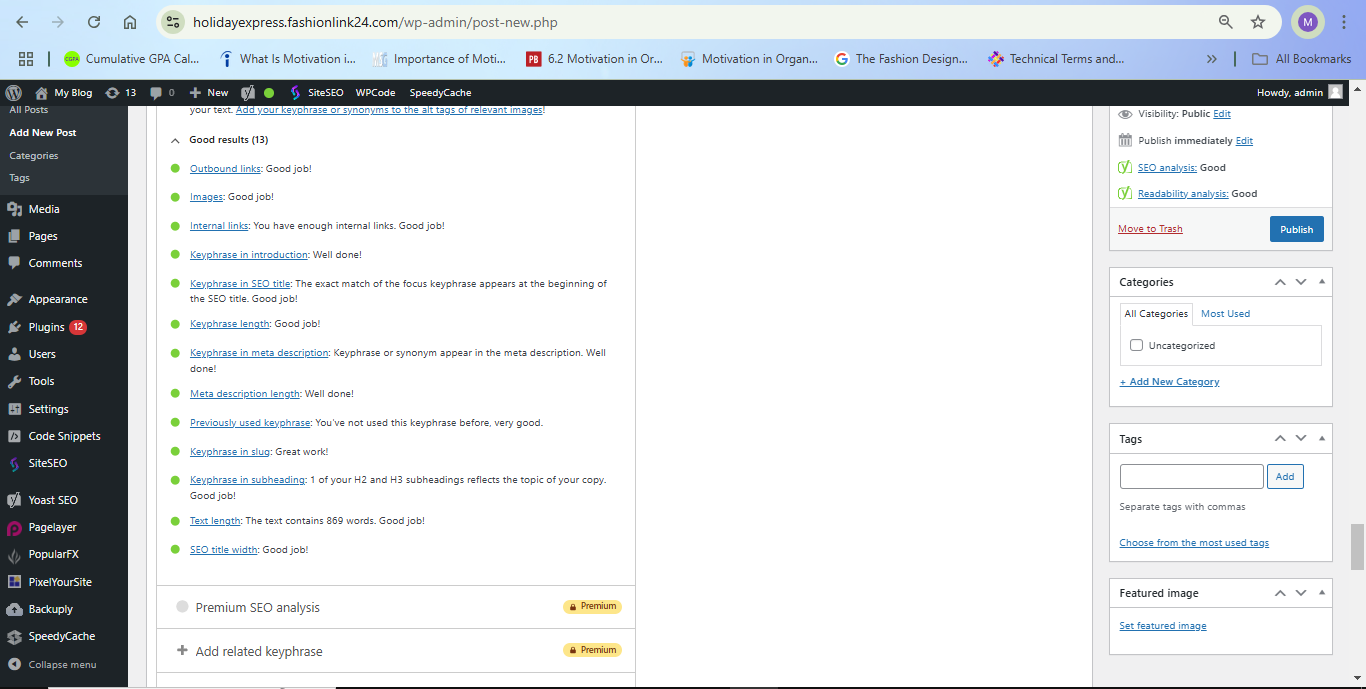 holidayexpress.fashionlink24.com/wp-admin/post-new.php
M
CGPA
Cumulative GPA Cal...
What Is Motivation i...
Importance of Moti...
PB
6.2 Motivation in Or...
Motivation in Organ...
The Fashion Design...
Technical Terms and...
All Bookmarks
My Blog
13
0
New
SiteSEO
WPCode
SpeedyCache
Howdy, admin
All Posts
Add New Post
Categories
Tags
Media
Pages
Comments
Appearance
Plugins 12
Users
Tools
Settings
Code Snippets
SiteSEO
Yoast SEO
Pagelayer
PopularFX
PixelYourSite
Backuply
SpeedyCache
Collapse menu
your text. Add your keyphrase or synonyms to the alt tags of relevant images!
Good results (13)
Outbound links: Good job!
Images: Good job!
Internal links: You have enough internal links. Good job!
Keyphrase in introduction: Well done!
Keyphrase in SEO title: The exact match of the focus keyphrase appears at the beginning of
the SEO title. Good job!
Keyphrase length: Good job!
Keyphrase in meta description: Keyphrase or synonym appear in the meta description. Well
done!
Meta description length: Well done!
Previously used keyphrase: You've not used this keyphrase before, very good.
Keyphrase in slug: Great work!
Keyphrase in subheading: 1 of your H2 and H3 subheadings reflects the topic of your copy.
Good job!
Text length: The text contains 869 words. Good job!
SEO title width: Good job!
Premium SEO analysis
Premium
Add related keyphrase
Premium
Visibility: Public Edit
Publish immediately Edit
SEO analysis: Good
Readability analysis: Good
Move to Trash
Publish
Categories
All Categories
Most Used
Uncategorized
+ Add New Category
Tags
Add
Separate tags with commas
Choose from the most used tags
Featured image
Set featured image